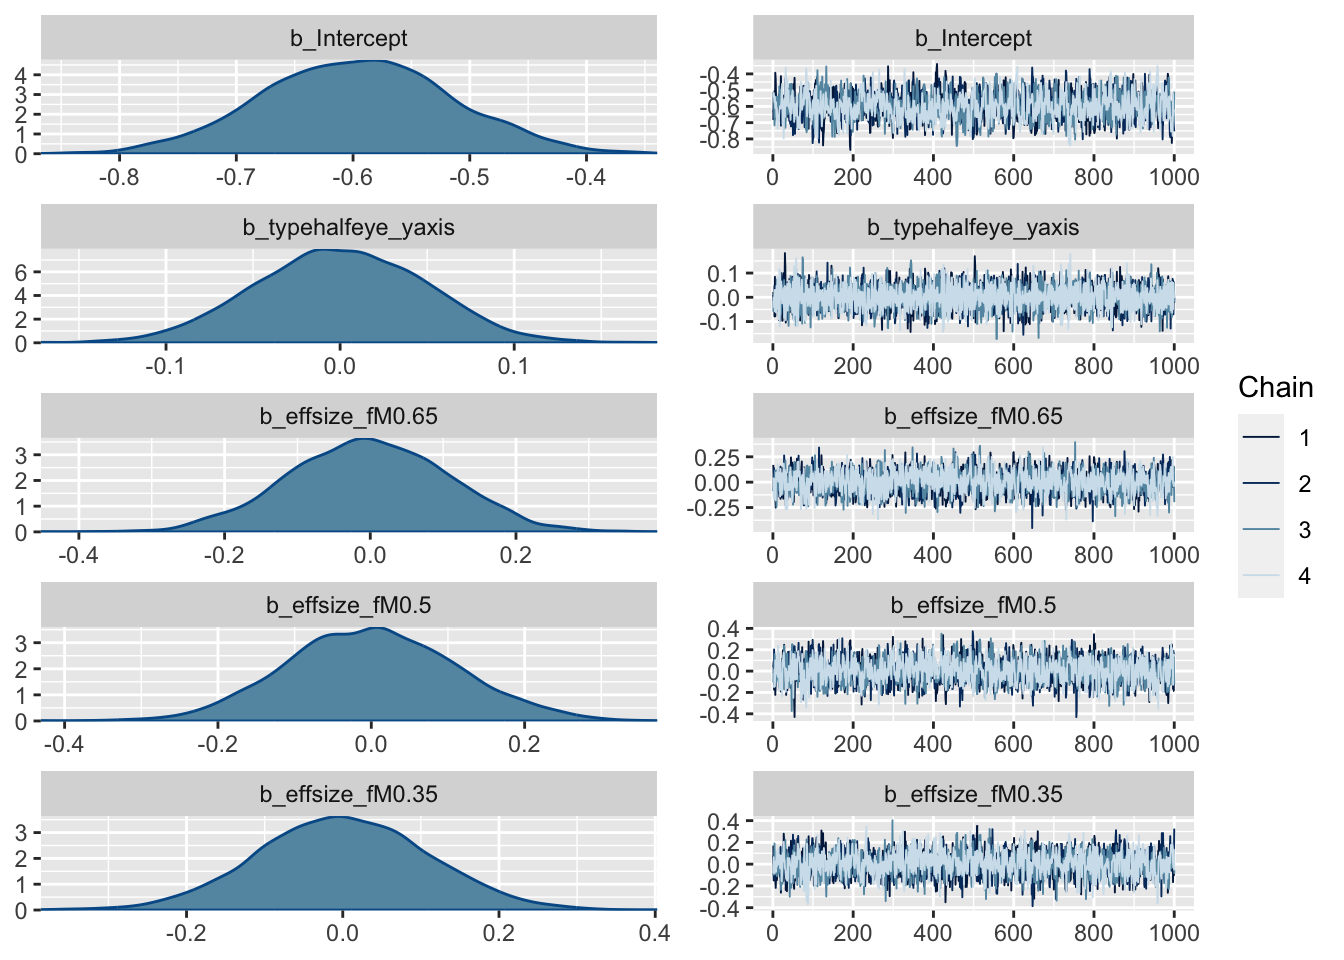 b_Intercept
4
3
2
1
0
-0.8 -0.7 -0.6 -0.5 -0.4
b_Intercept
-0.4
-0.5
-0.6
-0.7
-0.8
0 200 400 600 800 1000
b_typehalfeye_yaxis
6
4
2
0
-0.1 0.0 0.1
b_typehalfeye_yaxis
0.1
0.0
-0.1
0 200 400 600 800 1000
b_effsize_fM0.65
3
2
1
0
-0.4 -0.2 0.0 0.2
b_effsize_fM0.65
0.25
0.00
-0.25
0 200 400 600 800 1000
b_effsize_fM0.5
3
2
1
0
-0.4 -0.2 0.0 0.2
b_effsize_fM0.5
0.4
0.2
0.0
-0.2
-0.4
0 200 400 600 800 1000
b_effsize_fM0.35
3
2
1
0
-0.2 0.0 0.2 0.4
b_effsize_fM0.35
0.4
0.2
0.0
-0.2
-0.4
0 200 400 600 800 1000
Chain
1
2
3
4